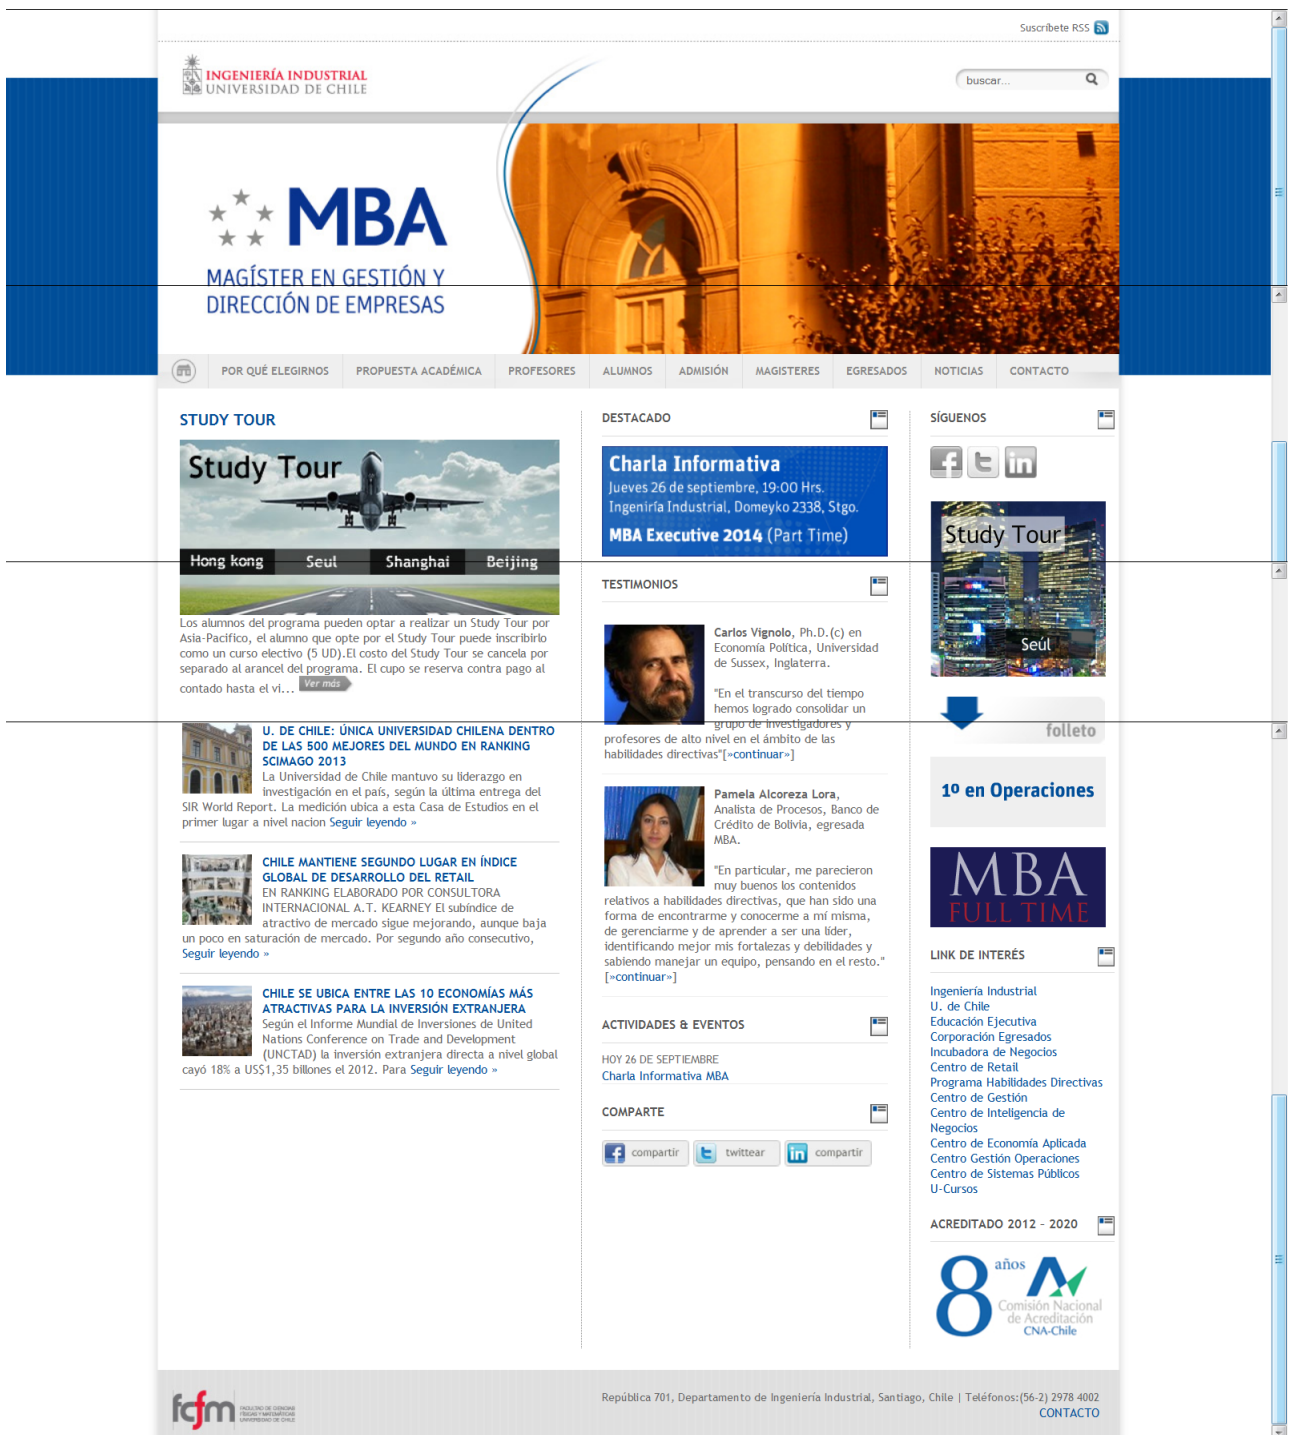 Suscríbete RSS
INGENIERÍA INDUSTRIAL
UNIVERSIDAD DE CHILE
buscar...
MBA
MAGÍSTER EN GESTIÓN Y
DIRECCIÓN DE EMPRESAS
POR QUÉ ELEGIRNOS PROPUESTA ACADÉMICA PROFESORES ALUMNOS ADMISIÓN MAGISTERES EGRESADOS NOTICIAS CONTACTO
STUDY TOUR
Study Tour
Hong kong Seul Shanghai Beijing
Los alumnos del programa pueden optar a realizar un Study Tour por
Asia-Pacifico, el alumno que opte por el Study Tour puede inscribirlo
como un curso electivo (5 UD).El costo del Study Tour se cancela por
separado al arancel del programa. El cupo se reserva contra pago al
contado hasta el vi... Ver más
U. DE CHILE: ÚNICA UNIVERSIDAD CHILENA DENTRO
DE LAS 500 MEJORES DEL MUNDO EN RANKING
SCIMAGO 2013
La Universidad de Chile mantuvo su liderazgo en
investigación en el país, según la última entrega del
SIR World Report. La medición ubica a esta Casa de Estudios en el
primer lugar a nivel nacion Seguir leyendo »
CHILE MANTIENE SEGUNDO LUGAR EN ÍNDICE
GLOBAL DE DESARROLLO DEL RETAIL
EN RANKING ELABORADO POR CONSULTORA
INTERNACIONAL A.T. KEARNEY El subíndice de
atractivo de mercado sigue mejorando, aunque baja
un poco en saturación de mercado. Por segundo año consecutivo,
Seguir leyendo »
CHILE SE UBICA ENTRE LAS 10 ECONOMÍAS MÁS
ATRACTIVAS PARA LA INVERSIÓN EXTRANJERA
Según el Informe Mundial de Inversiones de United
Nations Conference on Trade and Development
(UNCTAD) la inversión extranjera directa a nivel global
cayó 18% a US$1,35 billones el 2012. Para Seguir leyendo »
DESTACADO
Charla Informativa
Jueves 26 de septiembre, 19:00 Hrs.
Ingeniría Industrial, Domeyko 2338, Stgo.
MBA Executive 2014 (Part Time)
TESTIMONIOS
Carlos Vignolo, Ph.D.(c) en
Economía Política, Universidad
de Sussex, Inglaterra.
"En el transcurso del tiempo
hemos logrado consolidar un
grupo de investigadores y
profesores de alto nivel en el ámbito de las
habilidades directivas"[»continuar»]
Pamela Alcoreza Lora,
Analista de Procesos, Banco de
Crédito de Bolivia, egresada
MBA.
"En particular, me parecieron
muy buenos los contenidos
relativos a habilidades directivas, que han sido una
forma de encontrarme y conocerme a mí misma,
de gerenciarme y de aprender a ser una líder,
identificando mejor mis fortalezas y debilidades y
sabiendo manejar un equipo, pensando en el resto."
[»continuar»]
ACTIVIDADES & EVENTOS
HOY 26 DE SEPTIEMBRE
Charla Informativa MBA
COMPARTE
compartir twittear compartir
SÍGUENOS
Study Tour
Seúl
folleto
1º en Operaciones
MBA
FULL TIME
LINK DE INTERÉS
Ingeniería Industrial
U. de Chile
Educación Ejecutiva
Corporación Egresados
Incubadora de Negocios
Centro de Retail
Programa Habilidades Directivas
Centro de Gestión
Centro de Inteligencia de
Negocios
Centro de Economía Aplicada
Centro Gestión Operaciones
Centro de Sistemas Públicos
U-Cursos
ACREDITADO 2012 - 2020
8 años
Comisión Nacional
de Acreditación
CNA-Chile
fcfm
FACULTAD DE CIENCIAS
FÍSICAS Y MATEMÁTICAS
UNIVERSIDAD DE CHILE
República 701, Departamento de Ingeniería Industrial, Santiago, Chile | Teléfonos:(56-2) 2978 4002
CONTACTO